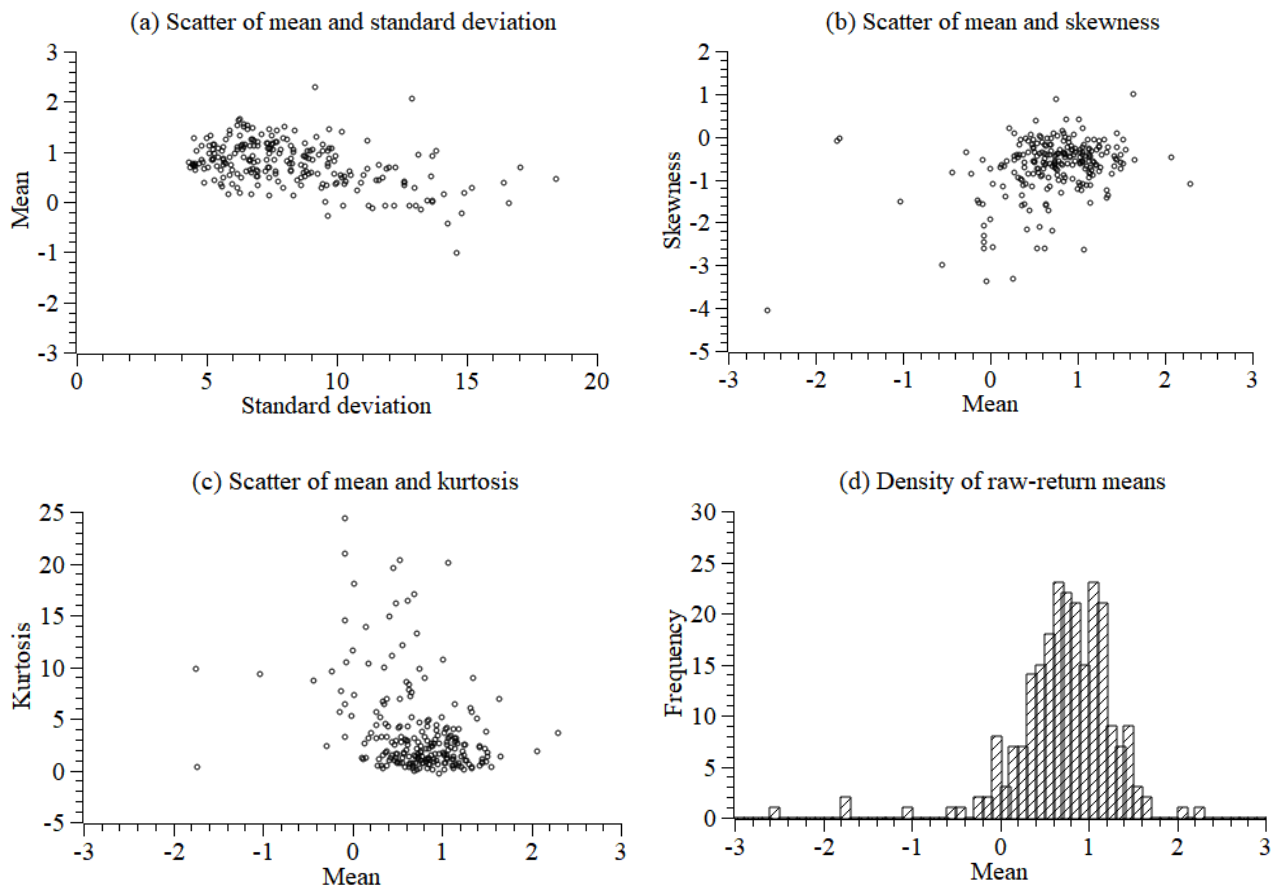 (a) Scatter of mean and standard deviation
3
2
1
0
-1
-2
-3
Mean
0 5 10 15 20
Standard deviation
(b) Scatter of mean and skewness
2
1
0
-1
-2
-3
-4
-5
Skewness
-3 -2 -1 0 1 2 3
Mean
(c) Scatter of mean and kurtosis
25
20
15
10
5
0
-5
Kurtosis
-3 -2 -1 0 1 2 3
Mean
(d) Density of raw-return means
30
25
20
15
10
5
0
Frequency
-3 -2 -1 0 1 2 3
Mean